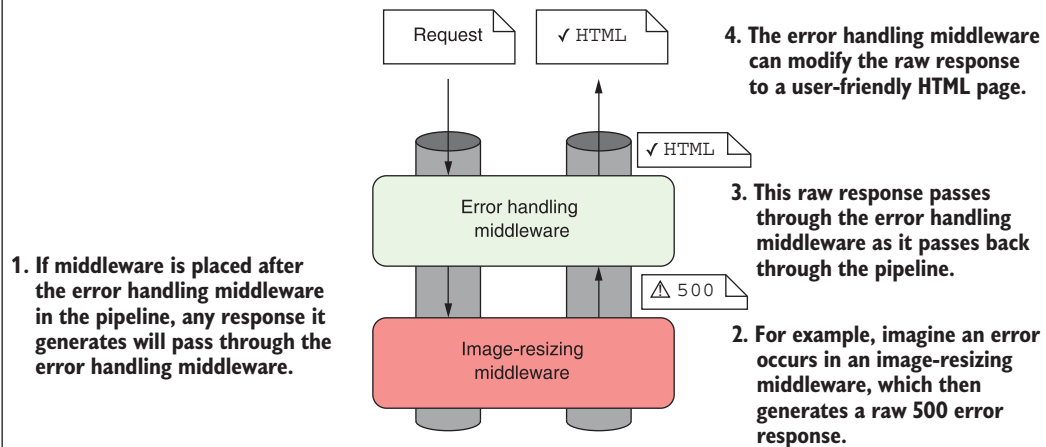 Request
✓ HTML
4. The error handling middleware
can modify the raw response
to a user-friendly HTML page.
✓ HTML
Error handling
middleware
3. This raw response passes
through the error handling
middleware as it passes back
through the pipeline.
1. If middleware is placed after
the error handling middleware
in the pipeline, any response it
generates will pass through the
error handling middleware.
⚠ 500
Image-resizing
middleware
2. For example, imagine an error
occurs in an image-resizing
middleware, which then
generates a raw 500 error
response.